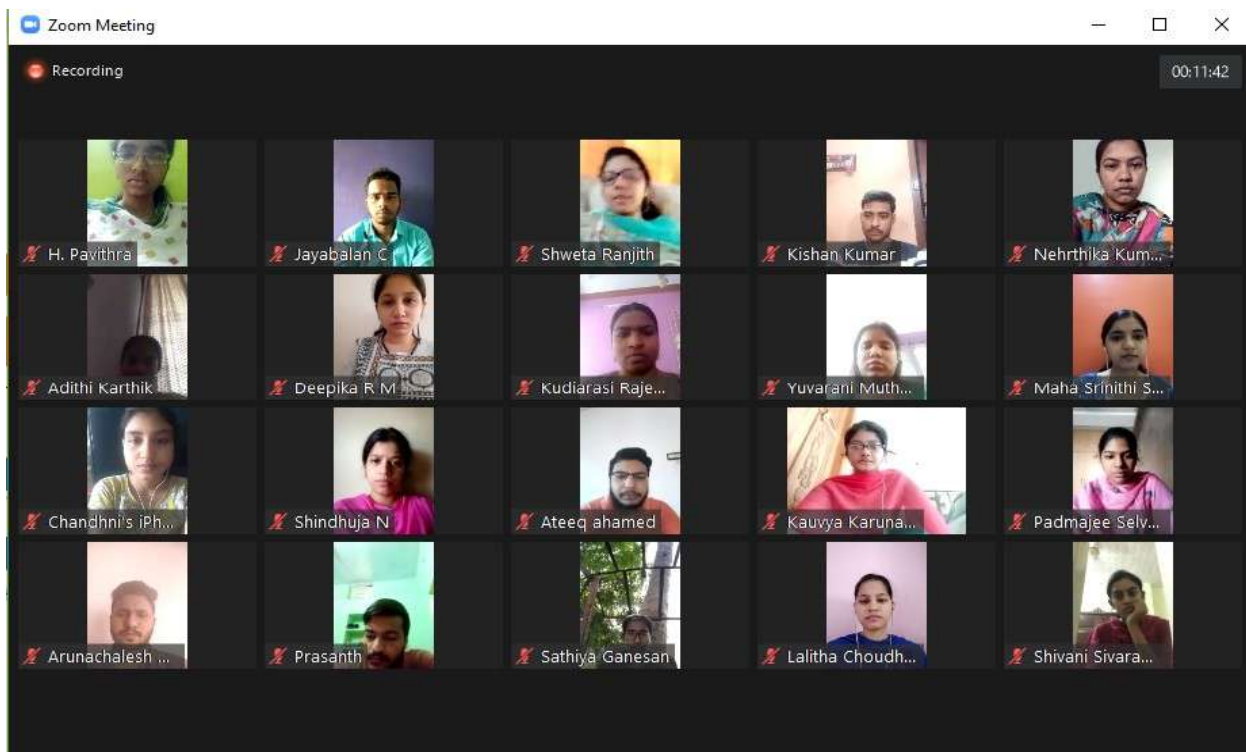 Zoom Meeting
Recording
00:11:42
H. Pavithra
Jayabalan C
Shweta Ranjith
Kishan Kumar
Nehrthika Kum...
Adithi Karthik
Deepika R M
Kudiarasi Raje...
Yuvarani Muth...
Maha Srinithi S...
Chandhni's iPh...
Shindhuja N
Ateeq ahamed
Kauvya Karuna...
Padmajee Selv...
Arunachalesh ...
Prasanth
Sathiya Ganesan
Lalitha Choudh...
Shivani Sivara...